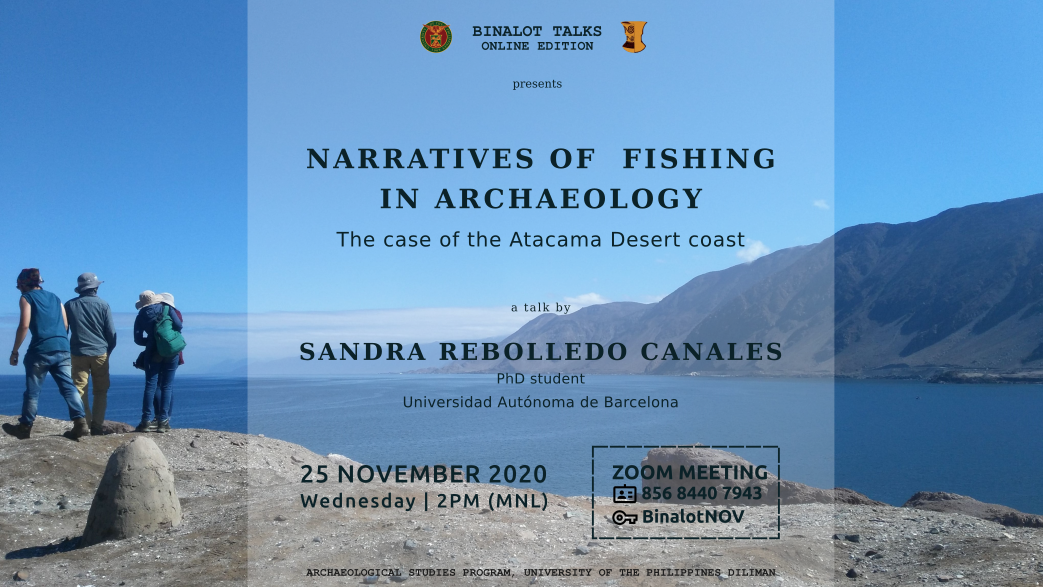 BINALOT TALKS
ONLINE EDITION
presents
NARRATIVES OF FISHING
IN ARCHAEOLOGY
The case of the Atacama Desert coast
a talk by
SANDRA REBOLLEDO CANALES
PhD student
Universidad Autónoma de Barcelona
25 NOVEMBER 2020
Wednesday | 2PM (MNL)
ZOOM MEETING
856 8440 7943
BinalotNOV
ARCHAEOLOGICAL STUDIES PROGRAM, UNIVERSITY OF THE PHILIPPINES DILIMAN